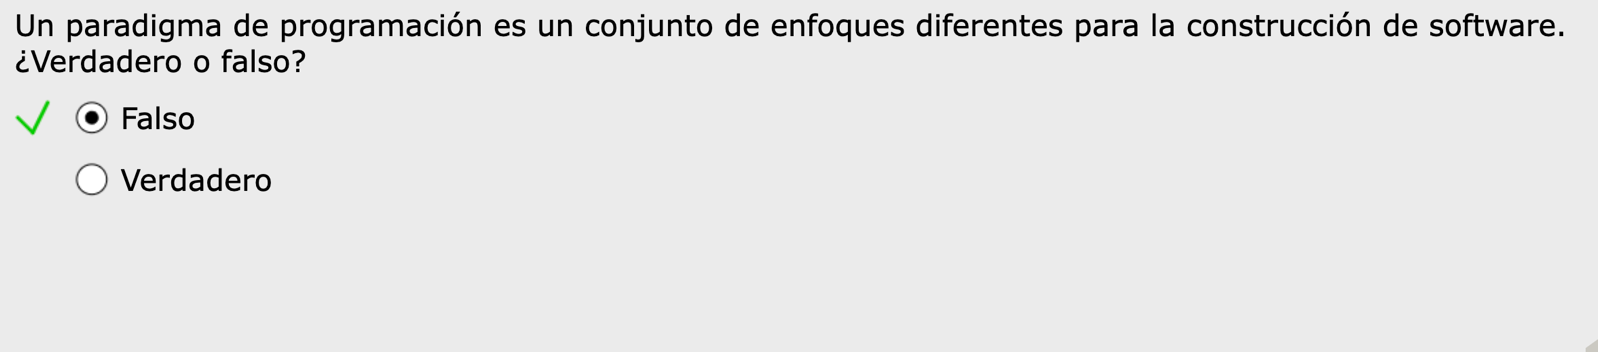 Un paradigma de programación es un conjunto de enfoques diferentes para la construcción de software.
¿Verdadero o falso?
Falso
Verdadero